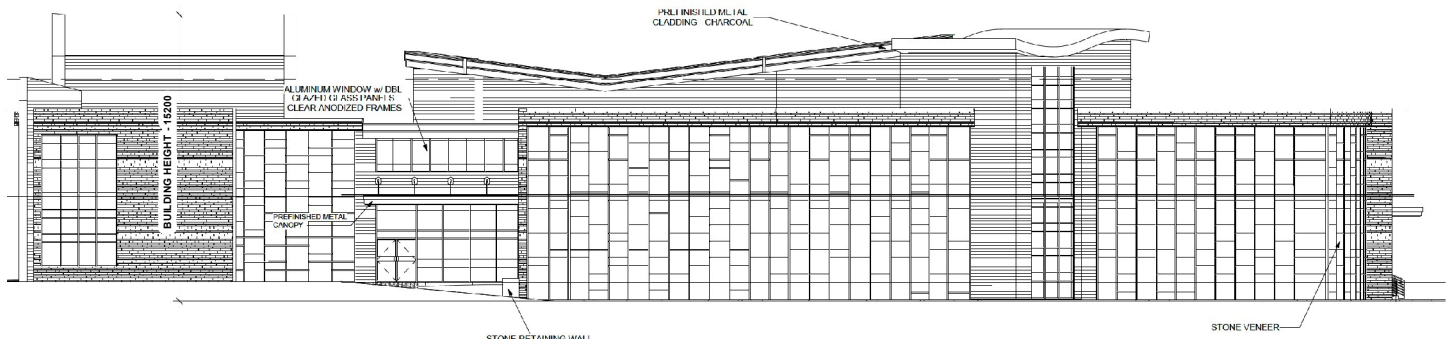 PREFINISHED METAL
CLADDING - CHARCOAL
ALUMINUM WINDOW w/ DBL
GLAZED GLASS PANELS
CLEAR ANODIZED FRAMES
BUILDING HEIGHT - 15200
PREFINISHED METAL
CANOPY
STONE VENEER
STONE RETAINING WALL